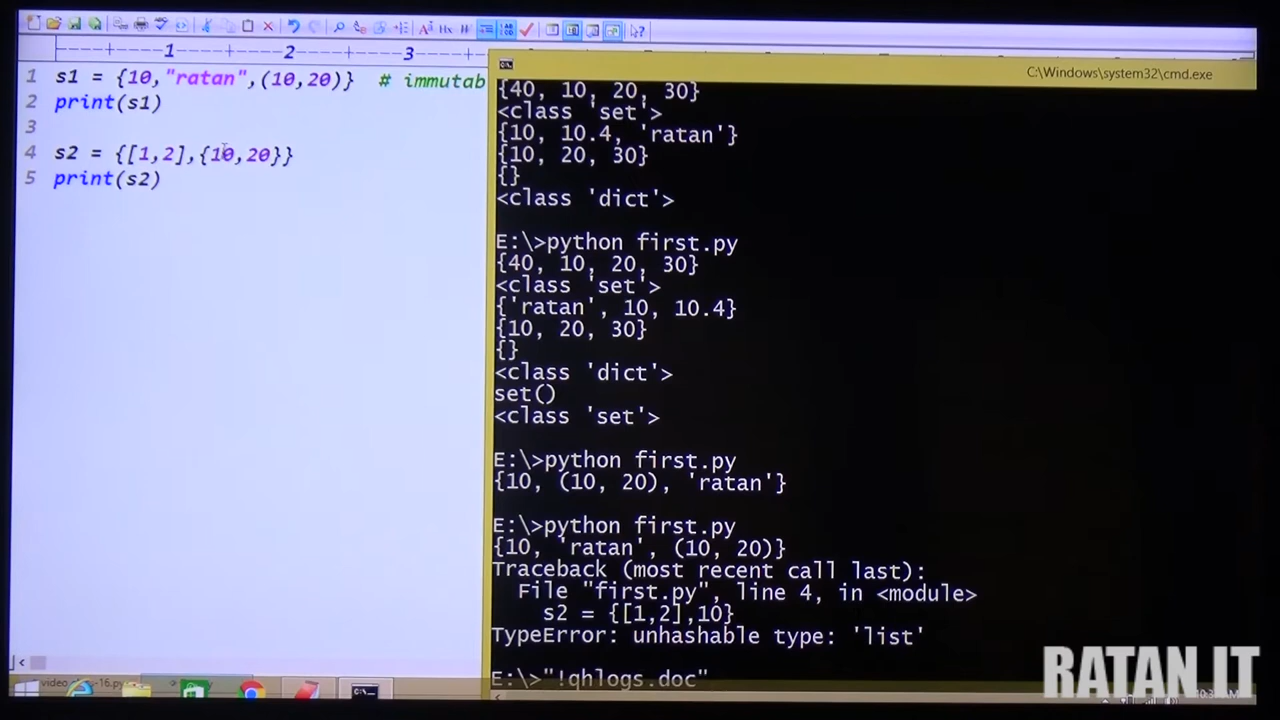 1 2 3
1 s1 = {10,"ratan",(10,20)} # immutab
2 print(s1)
3
4 s2 = {[1,2],{10,20}}
5 print(s2)
C:\Windows\system32\cmd.exe
{40, 10, 20, 30}
<class 'set'>
{10, 10.4, 'ratan'}
{10, 20, 30}
{}
<class 'dict'>
E:\>python first.py
{40, 10, 20, 30}
<class 'set'>
{'ratan', 10, 10.4}
{10, 20, 30}
{}
<class 'dict'>
set()
<class 'set'>
E:\>python first.py
{10, (10, 20), 'ratan'}
E:\>python first.py
{10, 'ratan', (10, 20)}
Traceback (most recent call last):
File "first.py", line 4, in <module>
s2 = {[1,2],10}
TypeError: unhashable type: 'list'
E:\>"!qhlogs.doc"
RATAN IT